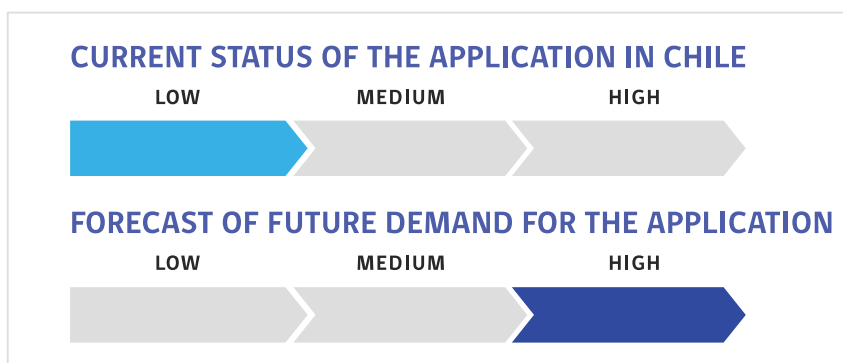 CURRENT STATUS OF THE APPLICATION IN CHILE
LOW MEDIUM HIGH
FORECAST OF FUTURE DEMAND FOR THE APPLICATION
LOW MEDIUM HIGH